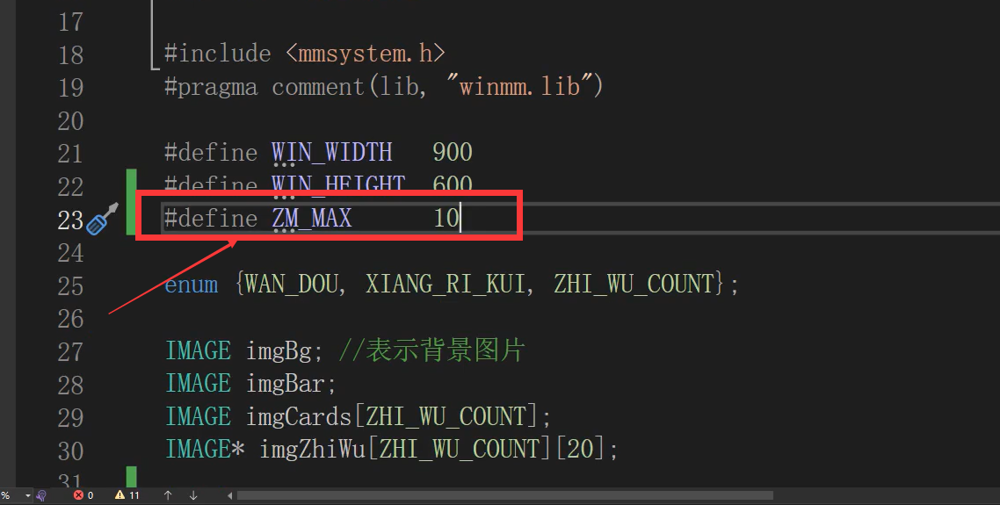 17
18 #include <mmsystem.h>
19 #pragma comment(lib, "winmm.lib")
20
21 #define WIN_WIDTH 900
22 #define WIN_HEIGHT 600
23 #define ZM_MAX 10
24
25 enum {WAN_DOU, XIANG_RI_KUI, ZHI_WU_COUNT};
26
27 IMAGE imgBg; //表示背景图片
28 IMAGE imgBar;
29 IMAGE imgCards[ZHI_WU_COUNT];
30 IMAGE* imgZhiWu[ZHI_WU_COUNT][20];
31
% 0 11